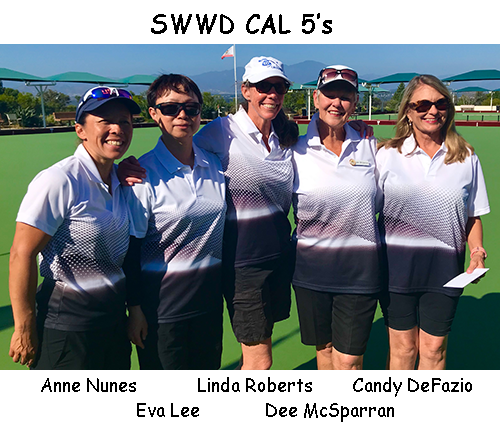 SWWD CAL 5's
Anne Nunes Linda Roberts Candy DeFazio
Eva Lee Dee McSparran